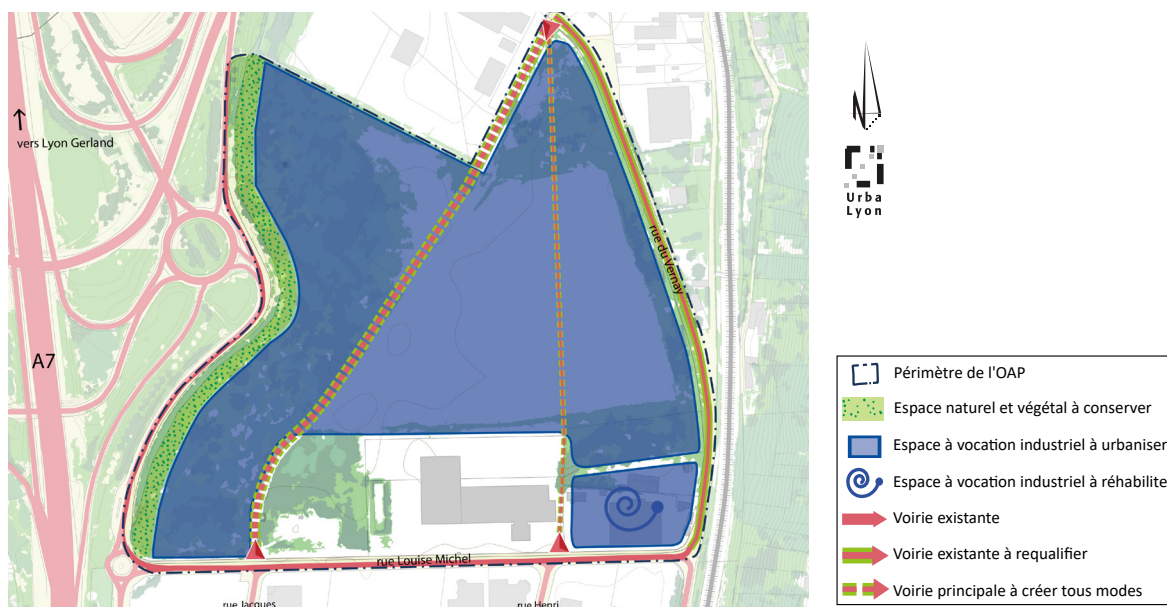 vers Lyon Gerland
A7
rue du Vernay
rue Louise Michel
rue Jacques
rue Henri
Urba
Lyon
Périmètre de l'OAP
Espace naturel et végétal à conserver
Espace à vocation industriel à urbaniser
Espace à vocation industriel à réhabilite
Voirie existante
Voirie existante à requalifier
Voirie principale à créer tous modes